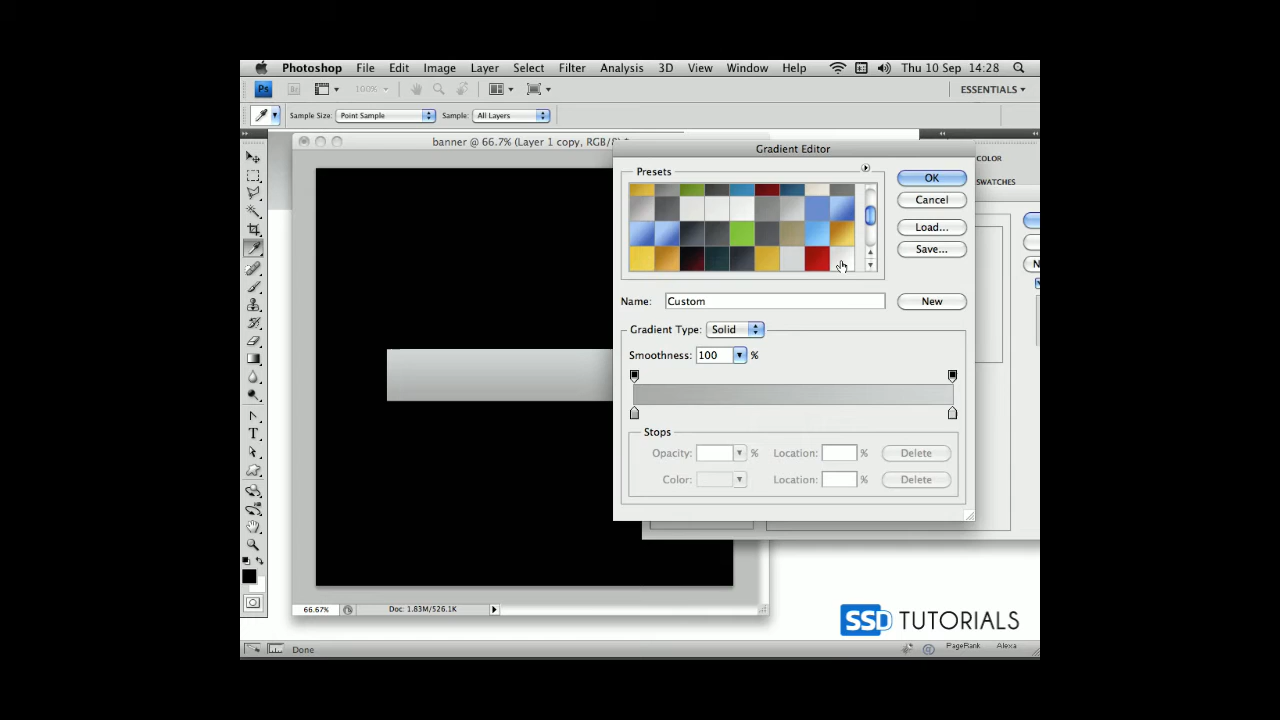 Photoshop File Edit Image Layer Select Filter Analysis 3D View Window Help Thu 10 Sep 14:28
Ps Br 100% ESSENTIALS
Sample Size: Point Sample Sample: All Layers
banner @ 66.7% (Layer 1 copy, RGB/8) *
Gradient Editor
COLOR
SWATCHES
Presets
OK
Cancel
Load...
Save...
N
Name: Custom
New
Gradient Type: Solid
Smoothness: 100 %
Stops
Opacity: % Location: % Delete
Color: Location: % Delete
T
66.67% Doc: 1.83M/526.1K
SSD TUTORIALS
Done PageRank Alexa